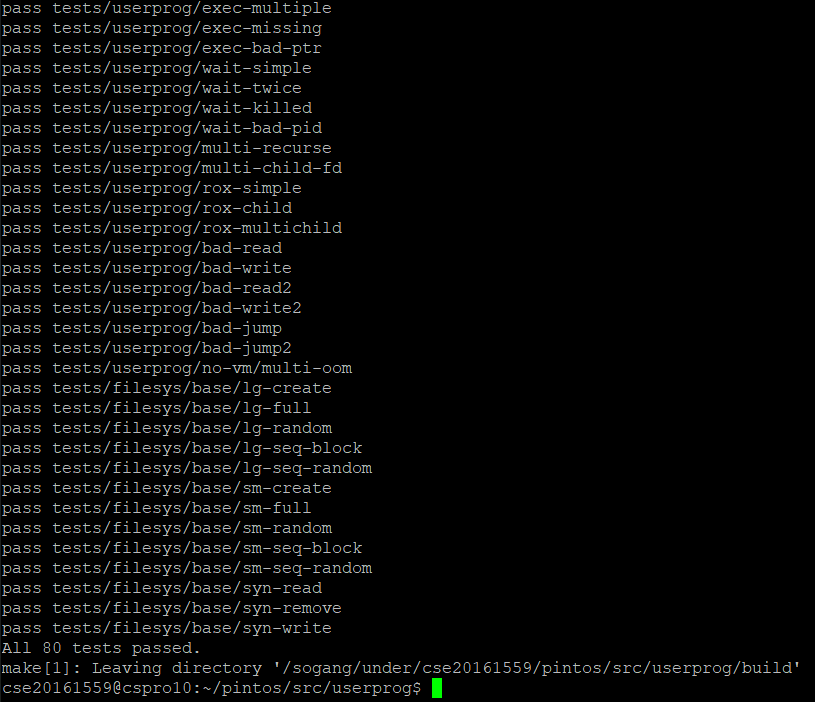 pass tests/userprog/exec-multiple
pass tests/userprog/exec-missing
pass tests/userprog/exec-bad-ptr
pass tests/userprog/wait-simple
pass tests/userprog/wait-twice
pass tests/userprog/wait-killed
pass tests/userprog/wait-bad-pid
pass tests/userprog/multi-recurse
pass tests/userprog/multi-child-fd
pass tests/userprog/rox-simple
pass tests/userprog/rox-child
pass tests/userprog/rox-multichild
pass tests/userprog/bad-read
pass tests/userprog/bad-write
pass tests/userprog/bad-read2
pass tests/userprog/bad-write2
pass tests/userprog/bad-jump
pass tests/userprog/bad-jump2
pass tests/userprog/no-vm/multi-oom
pass tests/filesys/base/lg-create
pass tests/filesys/base/lg-full
pass tests/filesys/base/lg-random
pass tests/filesys/base/lg-seq-block
pass tests/filesys/base/lg-seq-random
pass tests/filesys/base/sm-create
pass tests/filesys/base/sm-full
pass tests/filesys/base/sm-random
pass tests/filesys/base/sm-seq-block
pass tests/filesys/base/sm-seq-random
pass tests/filesys/base/syn-read
pass tests/filesys/base/syn-remove
pass tests/filesys/base/syn-write
All 80 tests passed.
make[1]: Leaving directory '/sogang/under/cse20161559/pintos/src/userprog/build'
cse20161559@cspro10:~/pintos/src/userprog$